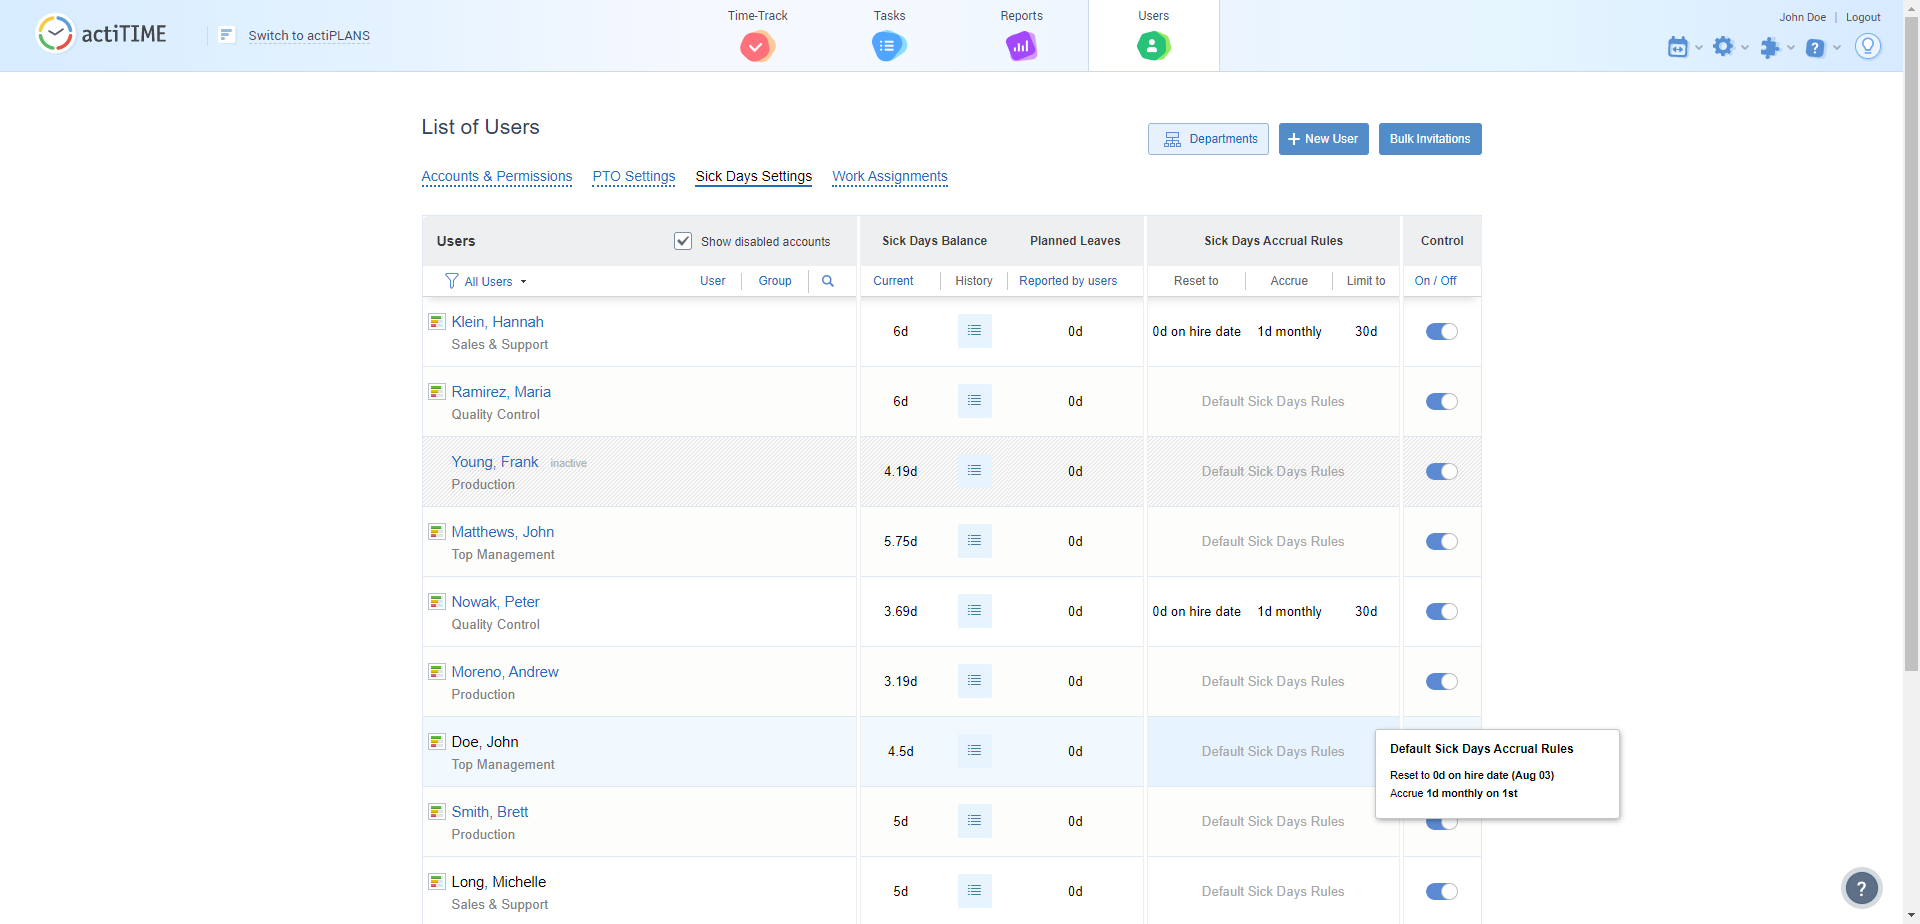 actiTIME
Switch to actiPLANS
Time-Track
Tasks
Reports
Users
John Doe | Logout
List of Users
Departments
+ New User
Bulk Invitations
Accounts & Permissions
PTO Settings
Sick Days Settings
Work Assignments
Users
Show disabled accounts
Sick Days Balance
Planned Leaves
Sick Days Accrual Rules
Control
All Users
User
Group
Current
History
Reported by users
Reset to
Accrue
Limit to
On / Off
Klein, Hannah
Sales & Support
6d
0d
0d on hire date
1d monthly
30d
Ramirez, Maria
Quality Control
6d
0d
Default Sick Days Rules
Young, Frank inactive
Production
4.19d
0d
Default Sick Days Rules
Matthews, John
Top Management
5.75d
0d
Default Sick Days Rules
Nowak, Peter
Quality Control
3.69d
0d
0d on hire date
1d monthly
30d
Moreno, Andrew
Production
3.19d
0d
Default Sick Days Rules
Doe, John
Top Management
4.5d
0d
Default Sick Days Rules
Default Sick Days Accrual Rules
Reset to 0d on hire date (Aug 03)
Accrue 1d monthly on 1st
Smith, Brett
Production
5d
0d
Default Sick Days Rules
Long, Michelle
Sales & Support
5d
0d
Default Sick Days Rules
?